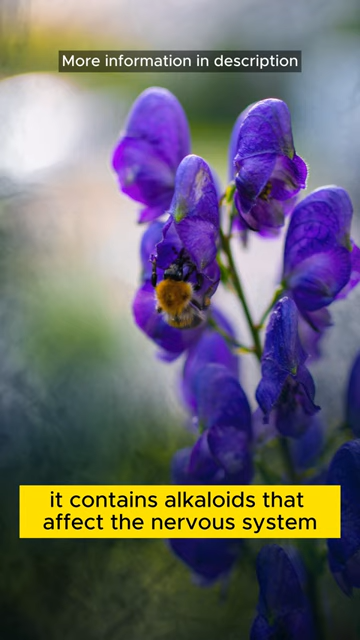 More information in description
it contains alkaloids that
affect the nervous system